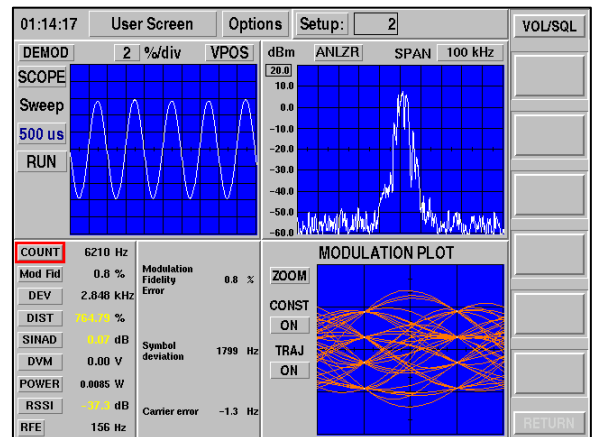 01:14:17 User Screen Options Setup: 2 VOL/SQL
DEMOD 2 %/div VPOS
SCOPE
Sweep
500 us
RUN
dBm ANLZR SPAN 100 kHz
20.0
10.0
0.0
-10.0
-20.0
-30.0
-40.0
-50.0
-60.0
COUNT 6210 Hz
Mod Fid 0.8 %
DEV 2.848 kHz
DIST 764.79 %
SINAD 0.07 dB
DVM 0.00 V
POWER 0.0085 W
RSSI -37.3 dB
RFE 156 Hz
Modulation
Fidelity 0.8 %
Error
Symbol
deviation 1799 Hz
Carrier error -1.3 Hz
MODULATION PLOT
ZOOM
CONST
ON
TRAJ
ON
RETURN